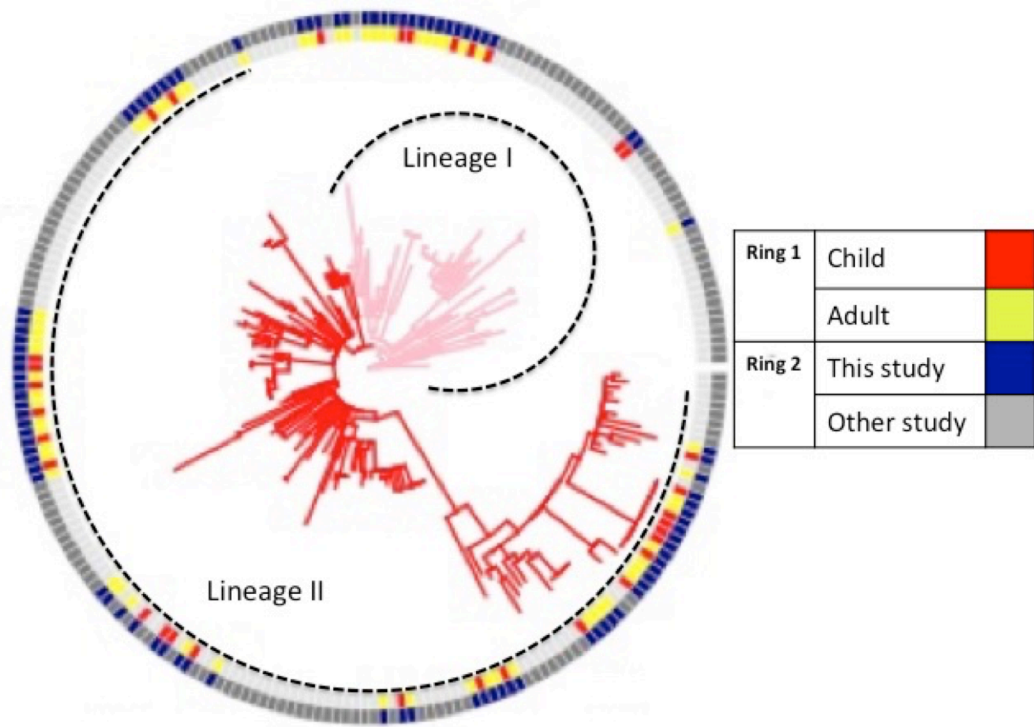 Lineage I
Ring 1
Child
Adult
Ring 2
This study
Other study
Lineage II